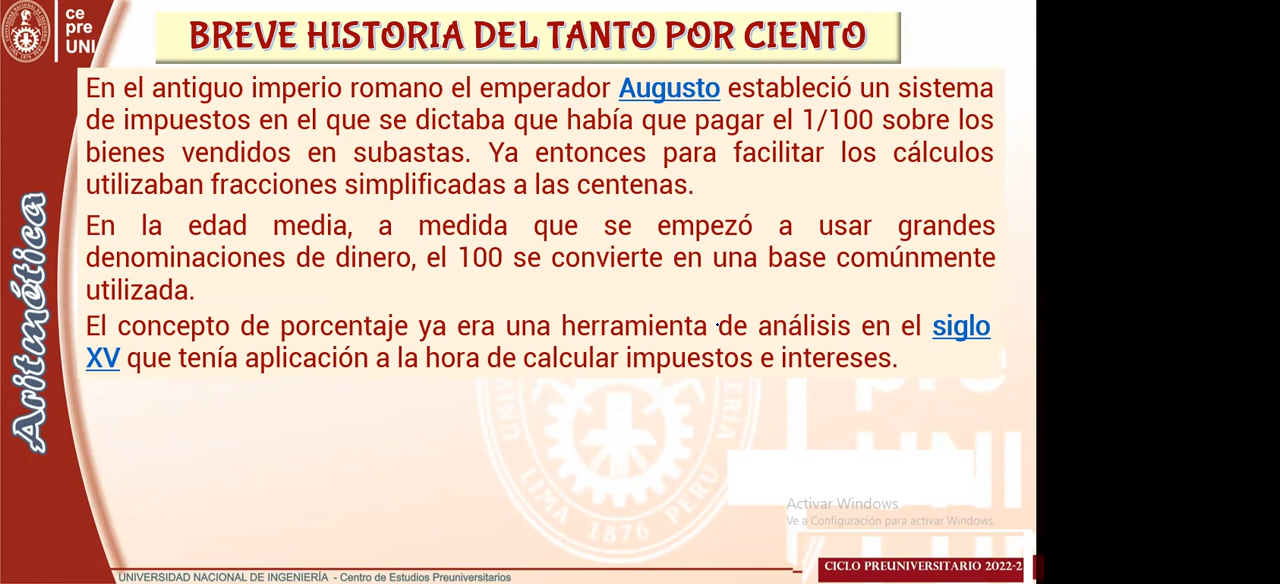 ce
pre
UNI
BREVE HISTORIA DEL TANTO POR CIENTO
En el antiguo imperio romano el emperador Augusto estableció un sistema
de impuestos en el que se dictaba que había que pagar el 1/100 sobre los
bienes vendidos en subastas. Ya entonces para facilitar los cálculos
utilizaban fracciones simplificadas a las centenas.
En la edad media, a medida que se empezó a usar grandes
denominaciones de dinero, el 100 se convierte en una base comúnmente
utilizada.
El concepto de porcentaje ya era una herramienta de análisis en el siglo
XV que tenía aplicación a la hora de calcular impuestos e intereses.
Aritmética
pre
UNI
LIMA 1876 PERU
Activar Windows
Ve a Configuración para activar Windows.
CICLO PREUNIVERSITARIO 2022-2
UNIVERSIDAD NACIONAL DE INGENIERÍA - Centro de Estudios Preuniversitarios